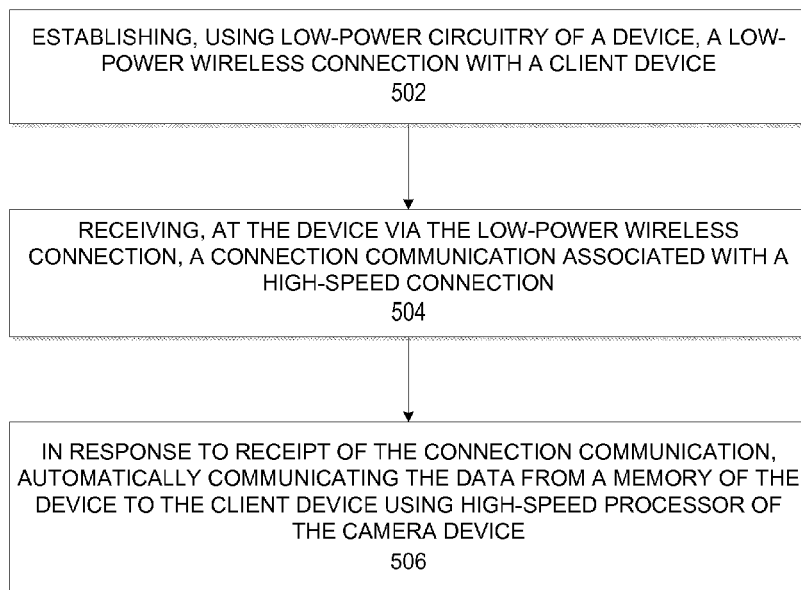 ESTABLISHING, USING LOW-POWER CIRCUITRY OF A DEVICE, A LOW-
POWER WIRELESS CONNECTION WITH A CLIENT DEVICE
502
RECEIVING, AT THE DEVICE VIA THE LOW-POWER WIRELESS
CONNECTION, A CONNECTION COMMUNICATION ASSOCIATED WITH A
HIGH-SPEED CONNECTION
504
IN RESPONSE TO RECEIPT OF THE CONNECTION COMMUNICATION,
AUTOMATICALLY COMMUNICATING THE DATA FROM A MEMORY OF THE
DEVICE TO THE CLIENT DEVICE USING HIGH-SPEED PROCESSOR OF
THE CAMERA DEVICE
506